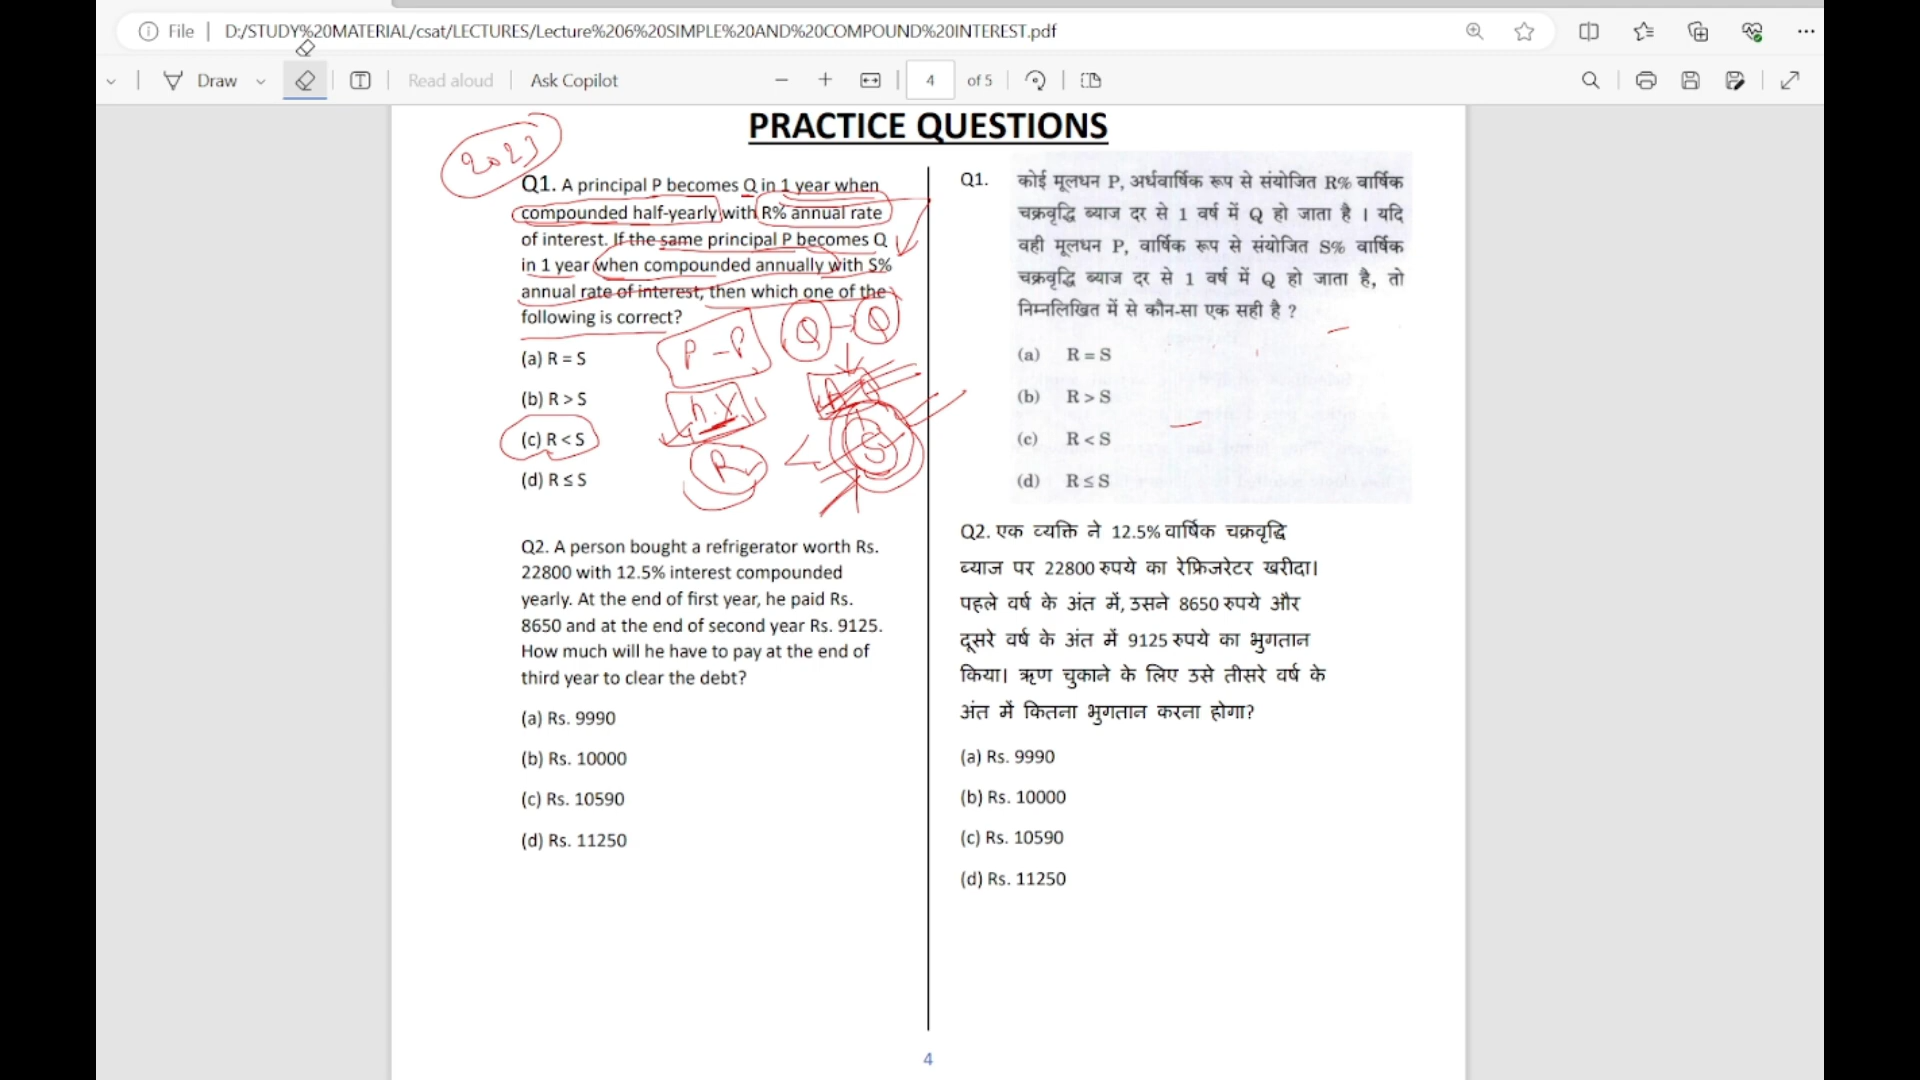 File | D:/STUDY%20MATERIAL/csat/LECTURES/Lecture%206%20SIMPLE%20AND%20COMPOUND%20INTEREST.pdf
Draw Read aloud Ask Copilot 4 of 5
PRACTICE QUESTIONS
2023
Q1. A principal P becomes Q in 1 year when
compounded half-yearly with R% annual rate
of interest. If the same principal P becomes Q
in 1 year when compounded annually with S%
annual rate of interest, then which one of the
following is correct?
(a) R = S
(b) R > S
(c) R < S
(d) R ≤ S
P - P
Q - Q
h.Y
R
<
S
Q2. A person bought a refrigerator worth Rs.
22800 with 12.5% interest compounded
yearly. At the end of first year, he paid Rs.
8650 and at the end of second year Rs. 9125.
How much will he have to pay at the end of
third year to clear the debt?
(a) Rs. 9990
(b) Rs. 10000
(c) Rs. 10590
(d) Rs. 11250
Q1. कोई मूलधन P, अर्धवार्षिक रूप से संयोजित R% वार्षिक
चक्रवृद्धि ब्याज दर से 1 वर्ष में Q हो जाता है । यदि
वही मूलधन P, वार्षिक रूप से संयोजित S% वार्षिक
चक्रवृद्धि ब्याज दर से 1 वर्ष में Q हो जाता है, तो
निम्नलिखित में से कौन-सा एक सही है ?
(a) R = S
(b) R > S
(c) R < S
(d) R ≤ S
Q2. एक व्यक्ति ने 12.5% वार्षिक चक्रवृद्धि
ब्याज पर 22800 रुपये का रेफ्रिजरेटर खरीदा।
पहले वर्ष के अंत में, उसने 8650 रुपये और
दूसरे वर्ष के अंत में 9125 रुपये का भुगतान
किया। ऋण चुकाने के लिए उसे तीसरे वर्ष के
अंत में कितना भुगतान करना होगा?
(a) Rs. 9990
(b) Rs. 10000
(c) Rs. 10590
(d) Rs. 11250
4